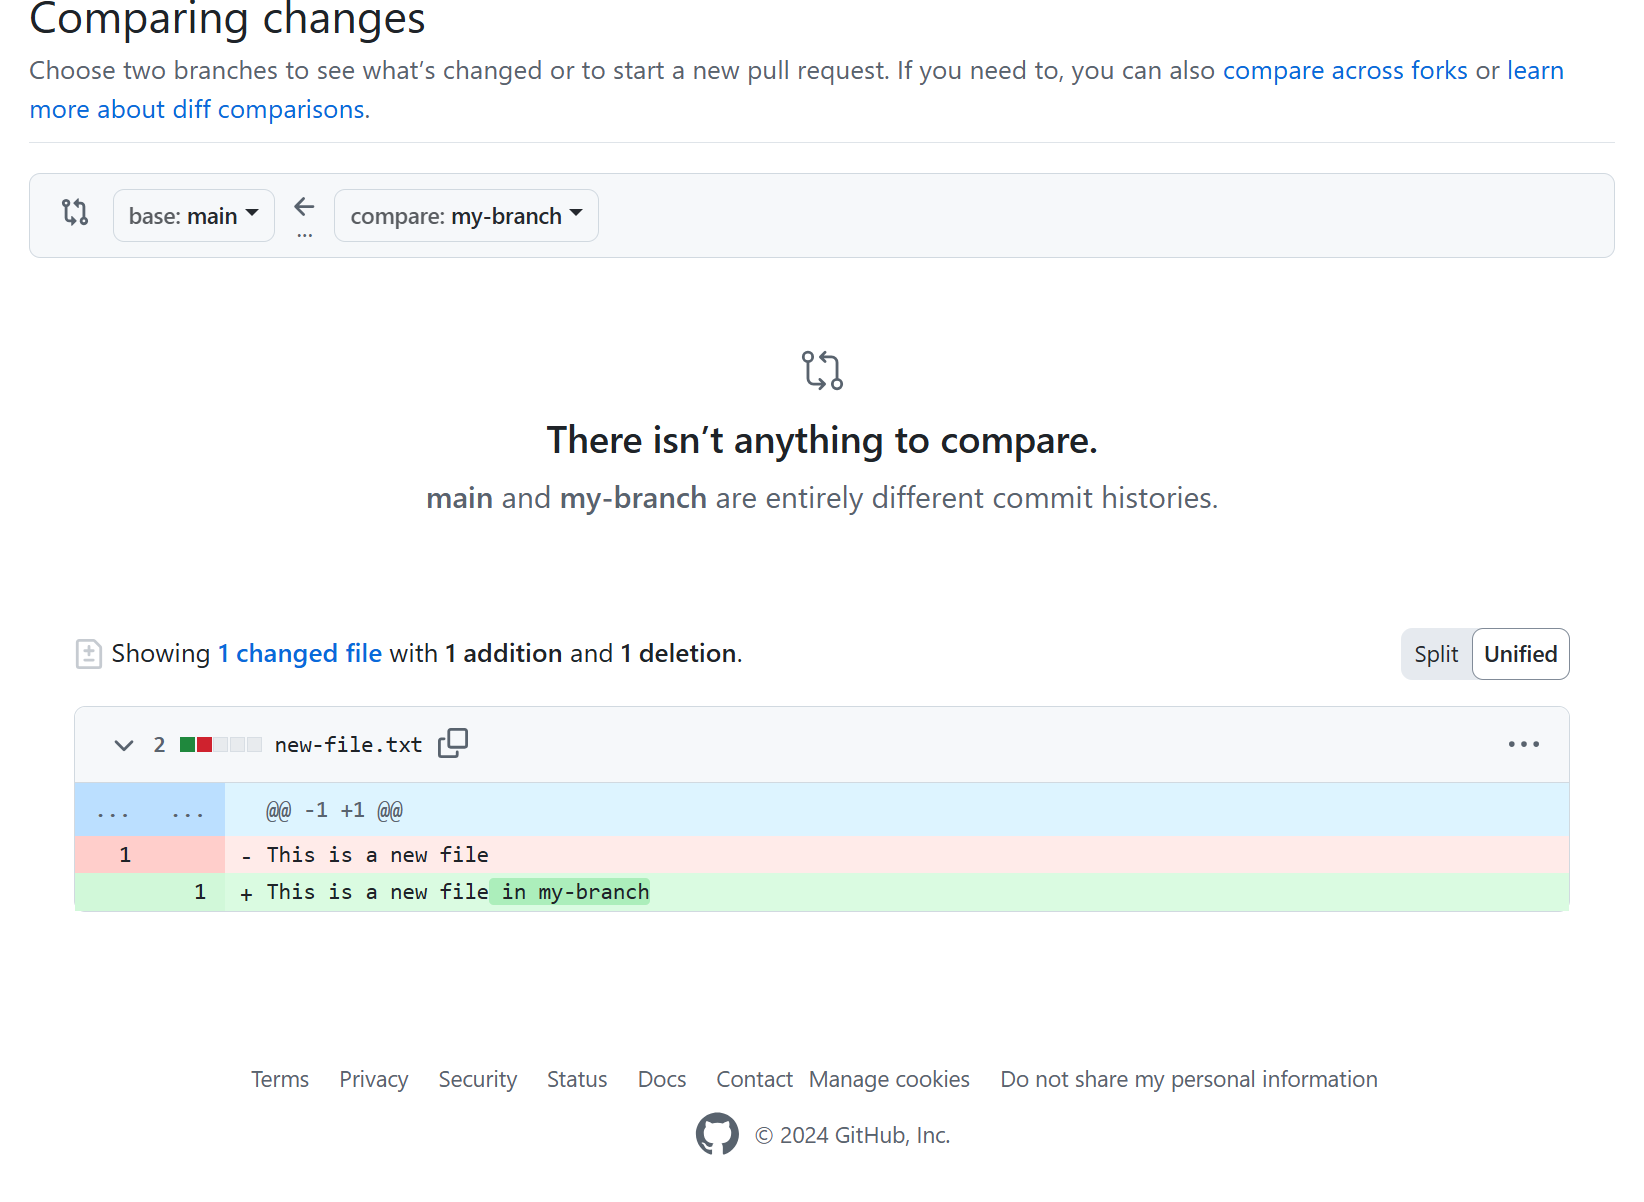 Comparing changes
Choose two branches to see what’s changed or to start a new pull request. If you need to, you can also compare across forks or learn
more about diff comparisons.
base: main ... compare: my-branch
There isn’t anything to compare.
main and my-branch are entirely different commit histories.
Showing 1 changed file with 1 addition and 1 deletion.
Split Unified
2 new-file.txt
... ... @@ -1 +1 @@
1 - This is a new file
1 + This is a new file in my-branch
Terms Privacy Security Status Docs Contact Manage cookies Do not share my personal information
© 2024 GitHub, Inc.